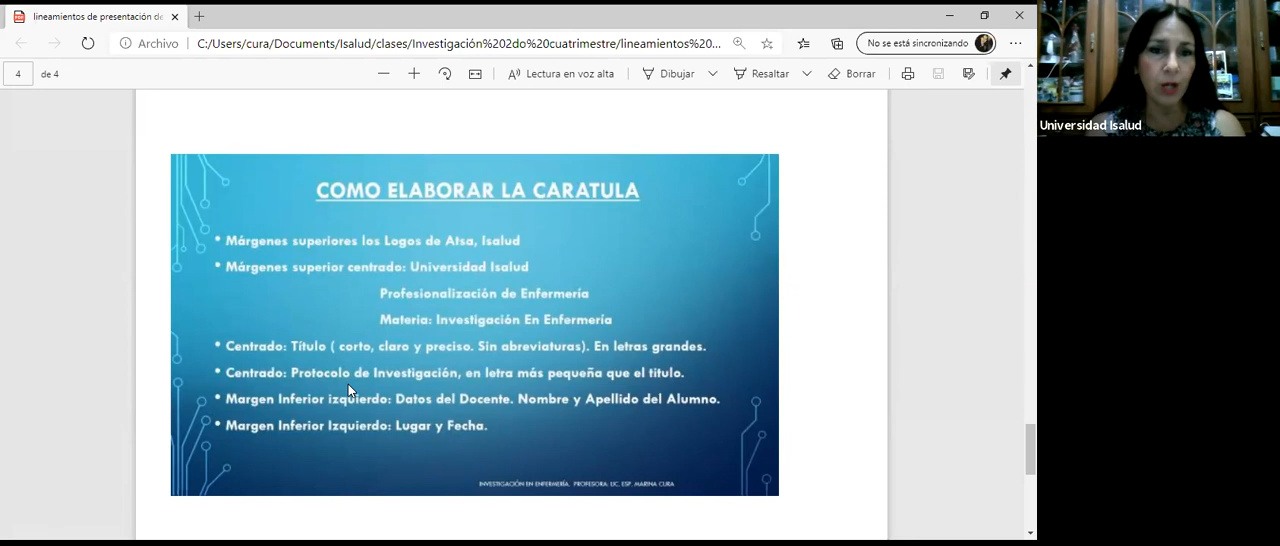 lineamientos de presentación de
Archivo
C:/Users/cura/Documents/Isalud/clases/Investigación%202do%20cuatrimestre/lineamientos%20...
No se está sincronizando
4 de 4
Lectura en voz alta
Dibujar
Resaltar
Borrar
Universidad Isalud
COMO ELABORAR LA CARATULA
• Márgenes superiores los Logos de Atsa, Isalud
• Márgenes superior centrado: Universidad Isalud
Profesionalización de Enfermería
Materia: Investigación En Enfermería
• Centrado: Título ( corto, claro y preciso. Sin abreviaturas). En letras grandes.
• Centrado: Protocolo de Investigación, en letra más pequeña que el titulo.
• Margen Inferior izquierdo: Datos del Docente. Nombre y Apellido del Alumno.
• Margen Inferior Izquierdo: Lugar y Fecha.
INVESTIGACIÓN EN ENFERMERÍA. PROFESORA: LIC. ESP. MARINA CURA